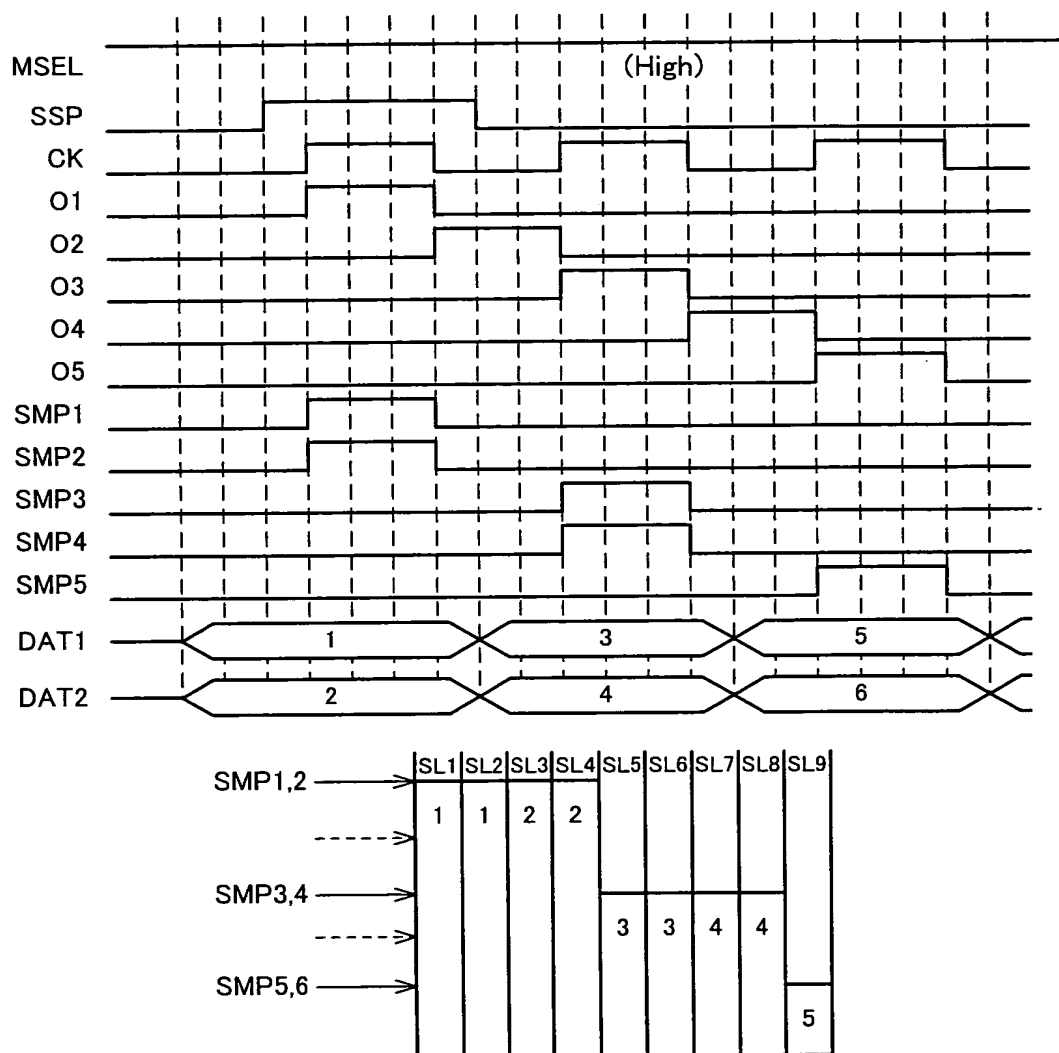 MSEL (High)
SSP
CK
O1
O2
O3
O4
O5
SMP1
SMP2
SMP3
SMP4
SMP5
DAT1 1 3 5
DAT2 2 4 6
SL1 SL2 SL3 SL4 SL5 SL6 SL7 SL8 SL9
SMP1,2
1 1 2 2
SMP3,4
3 3 4 4
SMP5,6
5